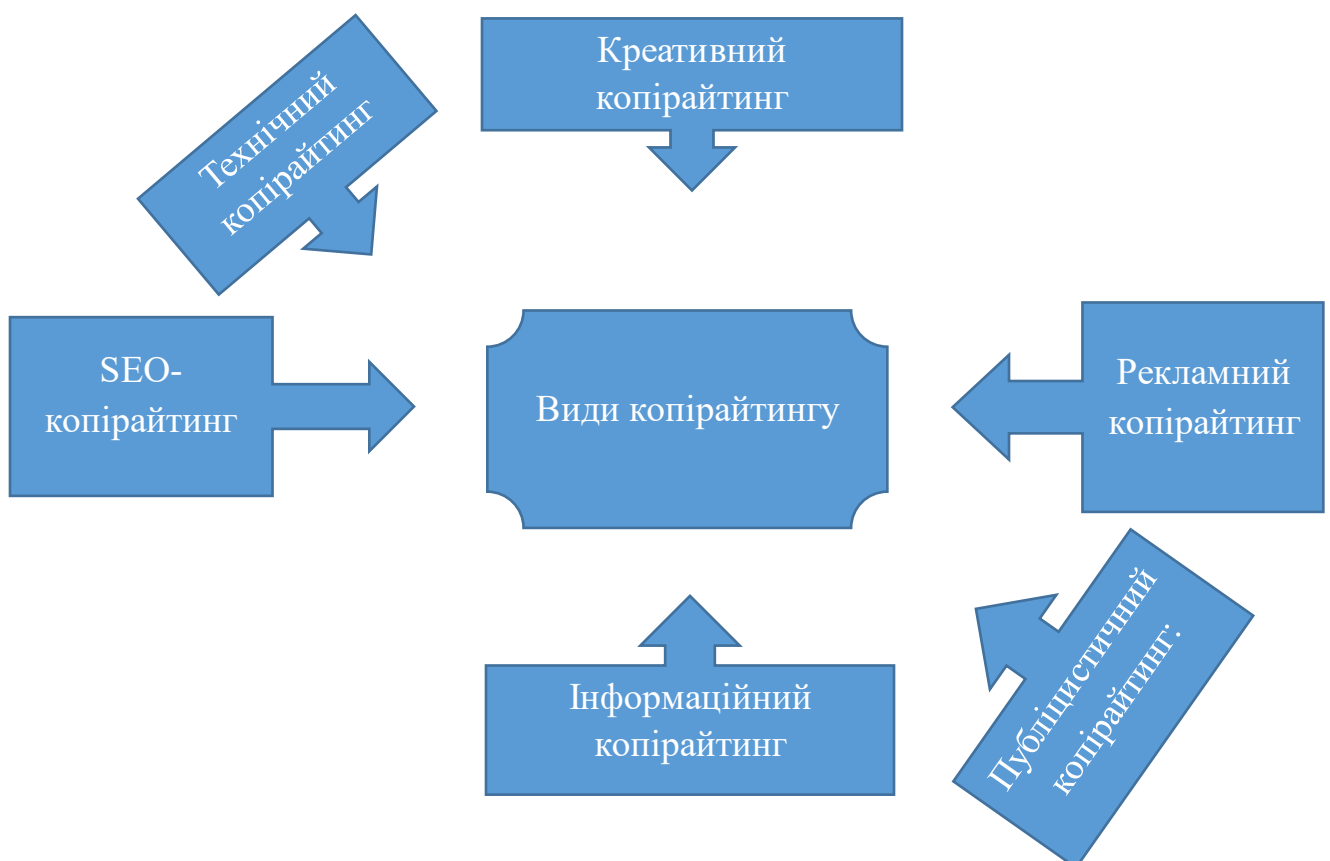 Креативний
копірайтинг
Технічний
копірайтинг
SEO-
копірайтинг
Види копірайтингу
Рекламний
копірайтинг
Інформаційний
копірайтинг
Публіцистичний
копірайтинг: